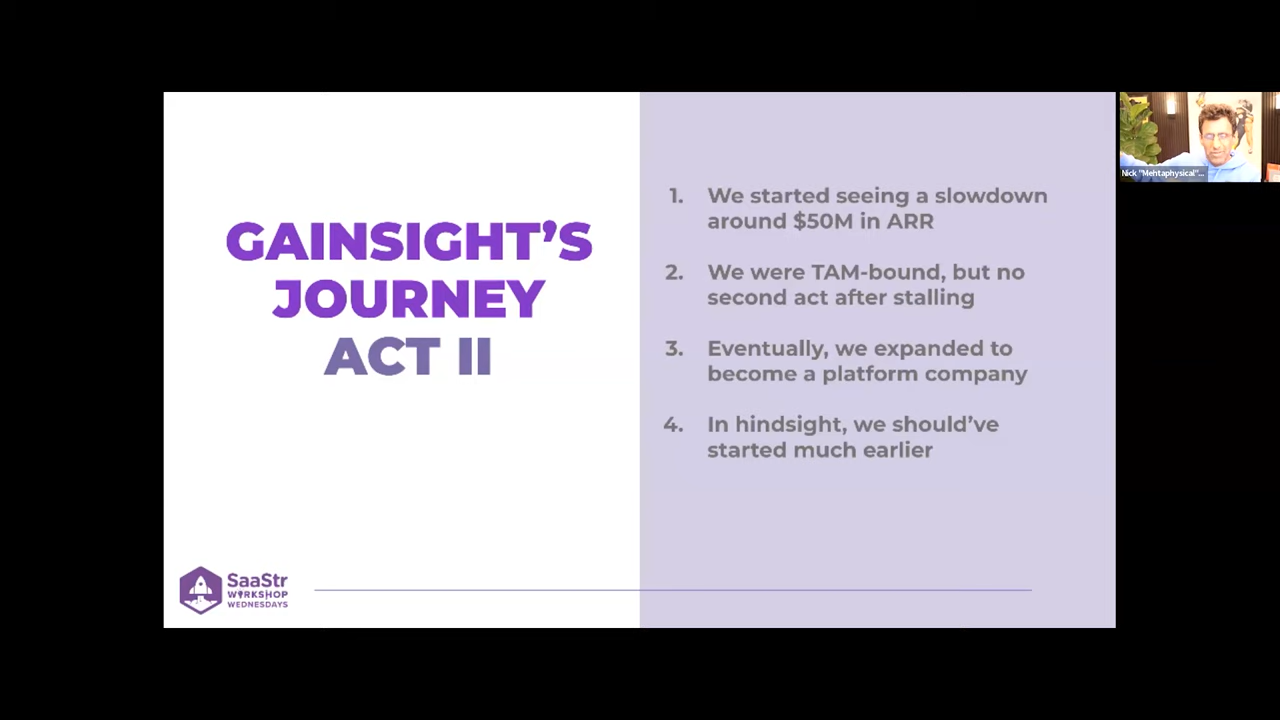 GAINSIGHT'S
JOURNEY
ACT II
1. We started seeing a slowdown
around $50M in ARR
2. We were TAM-bound, but no
second act after stalling
3. Eventually, we expanded to
become a platform company
4. In hindsight, we should've
started much earlier
SaaStr
WORKSHOP
WEDNESDAYS
Nick "Mehtaphysical"...